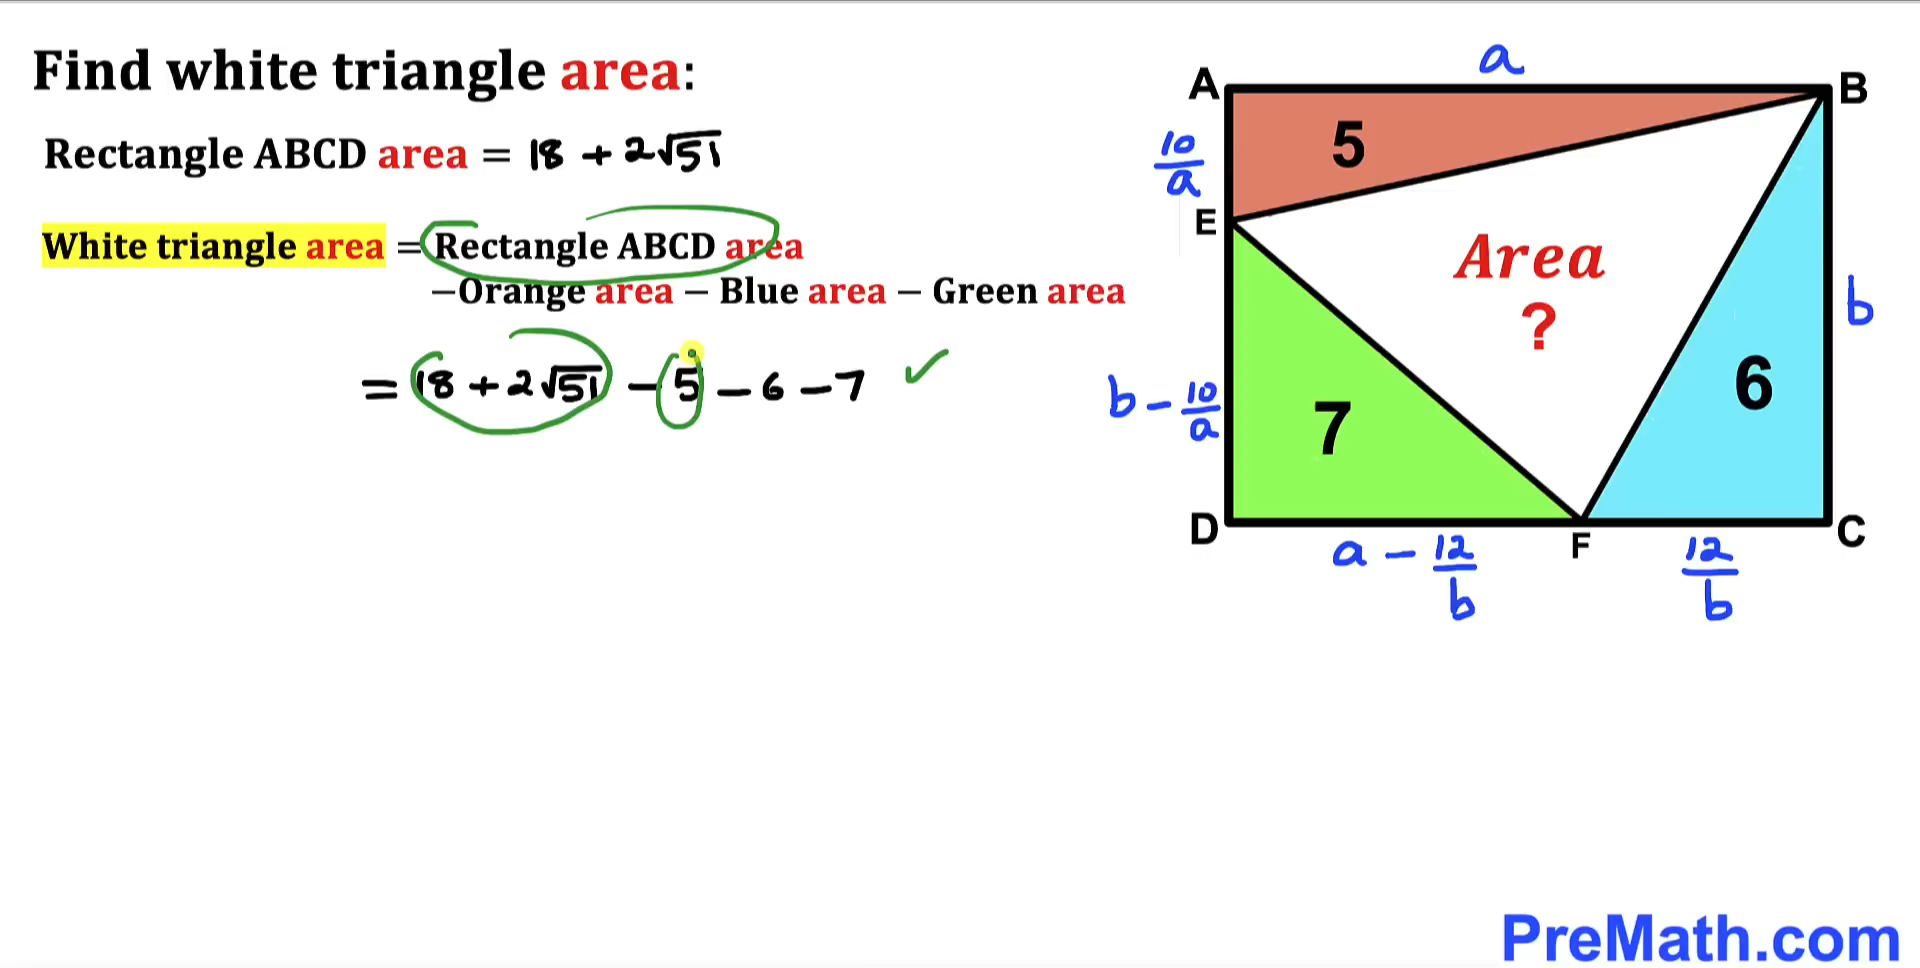 Find white triangle area:
Rectangle ABCD area = 18 + 2√51
White triangle area = Rectangle ABCD area
−Orange area − Blue area − Green area
= 18 + 2√51 − 5 − 6 − 7 ✓
a
A
B
10/a
5
E
Area
?
b
b − 10/a
7
6
D
F
C
a − 12/b
12/b
PreMath.com